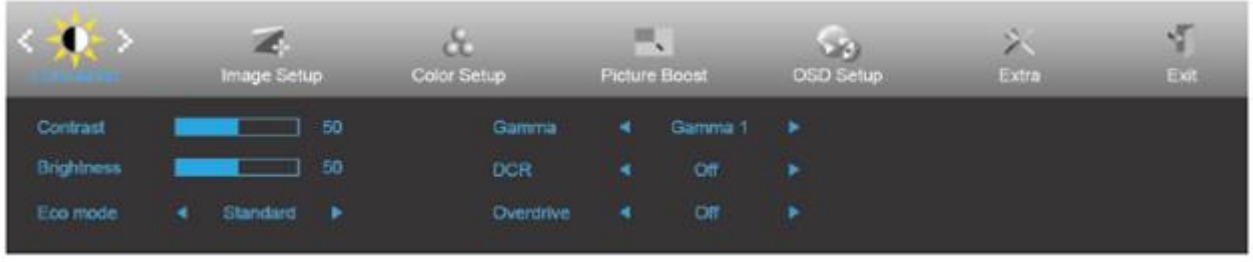 Image Setup Color Setup Picture Boost OSD Setup Extra Exit
Contrast 50 Gamma Gamma 1
Brightness 50 DCR Off
Eco mode Standard Overdrive Off